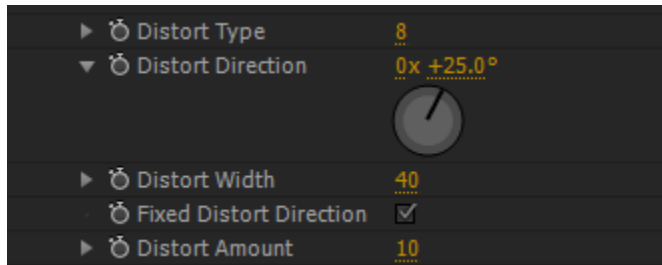 Distort Type 8
Distort Direction 0x +25.0°
Distort Width 40
Fixed Distort Direction
Distort Amount 10